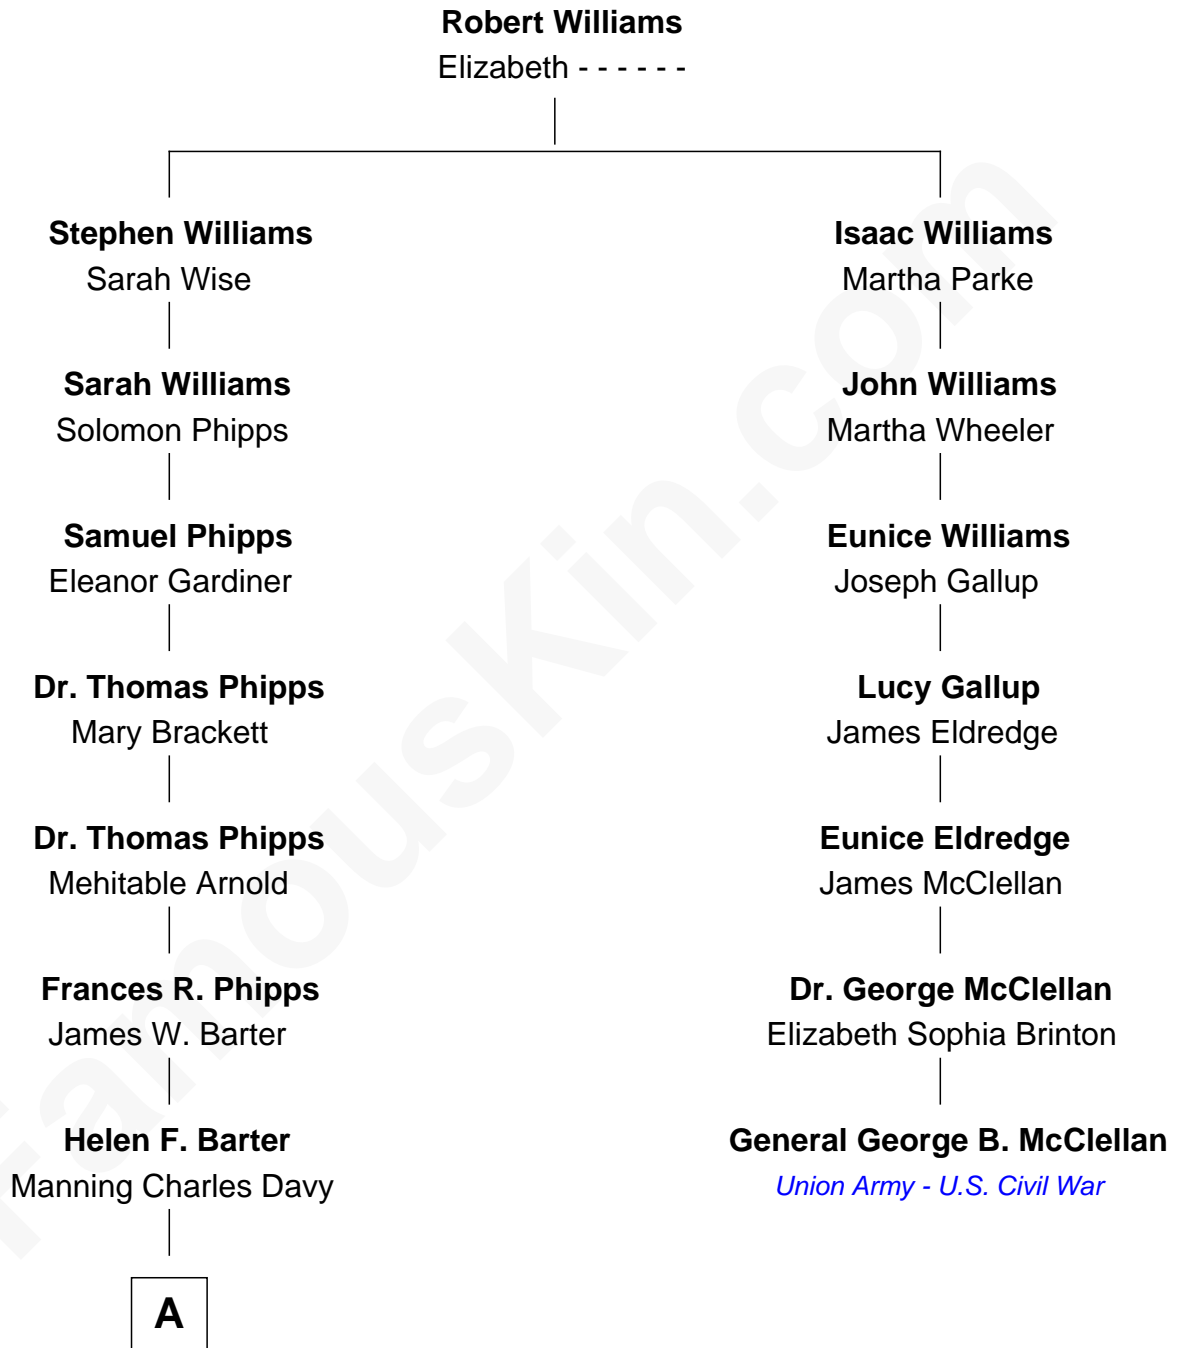 Robert Williams
Elizabeth - - - - - -
Stephen Williams
Sarah Wise
Isaac Williams
Martha Parke
Sarah Williams
Solomon Phipps
John Williams
Martha Wheeler
Samuel Phipps
Eleanor Gardiner
Eunice Williams
Joseph Gallup
Dr. Thomas Phipps
Mary Brackett
Lucy Gallup
James Eldredge
Dr. Thomas Phipps
Mehitable Arnold
Eunice Eldredge
James McClellan
Frances R. Phipps
James W. Barter
Dr. George McClellan
Elizabeth Sophia Brinton
Helen F. Barter
Manning Charles Davy
General George B. McClellan
Union Army - U.S. Civil War
A
FamousKin.com